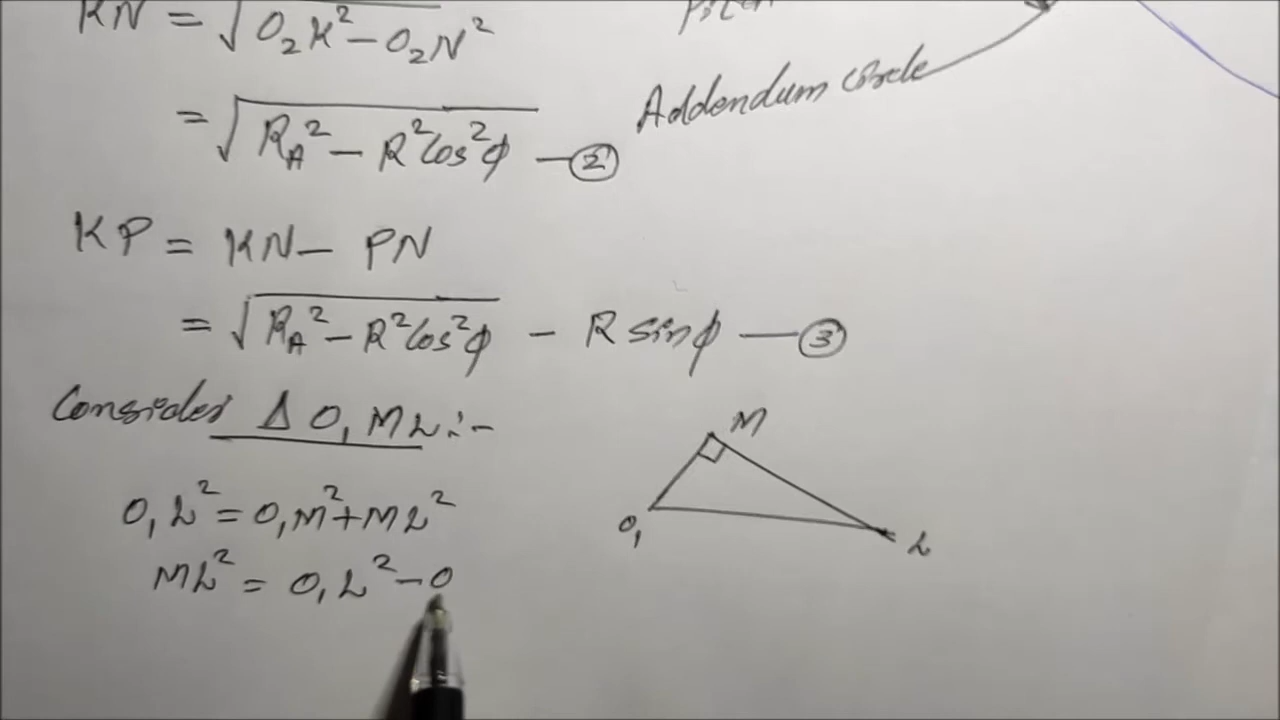 KN = √O₂K² - O₂N²
= √R_A² - R²Cos²φ — ②
Addendum circle
KP = KN - PN
= √R_A² - R²Cos²φ - R sinφ — ③
Consider Δ O₁ML :-
O₁L² = O₁M² + ML²
ML² = O₁L² - O
M
O₁
L